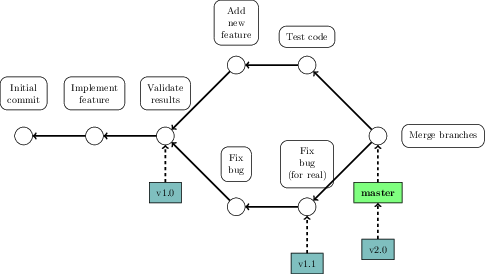 Add
new
feature
Test code
Initial
commit
Implement
feature
Validate
results
Merge branches
Fix
bug
Fix
bug
(for real)
v1.0
master
v1.1
v2.0